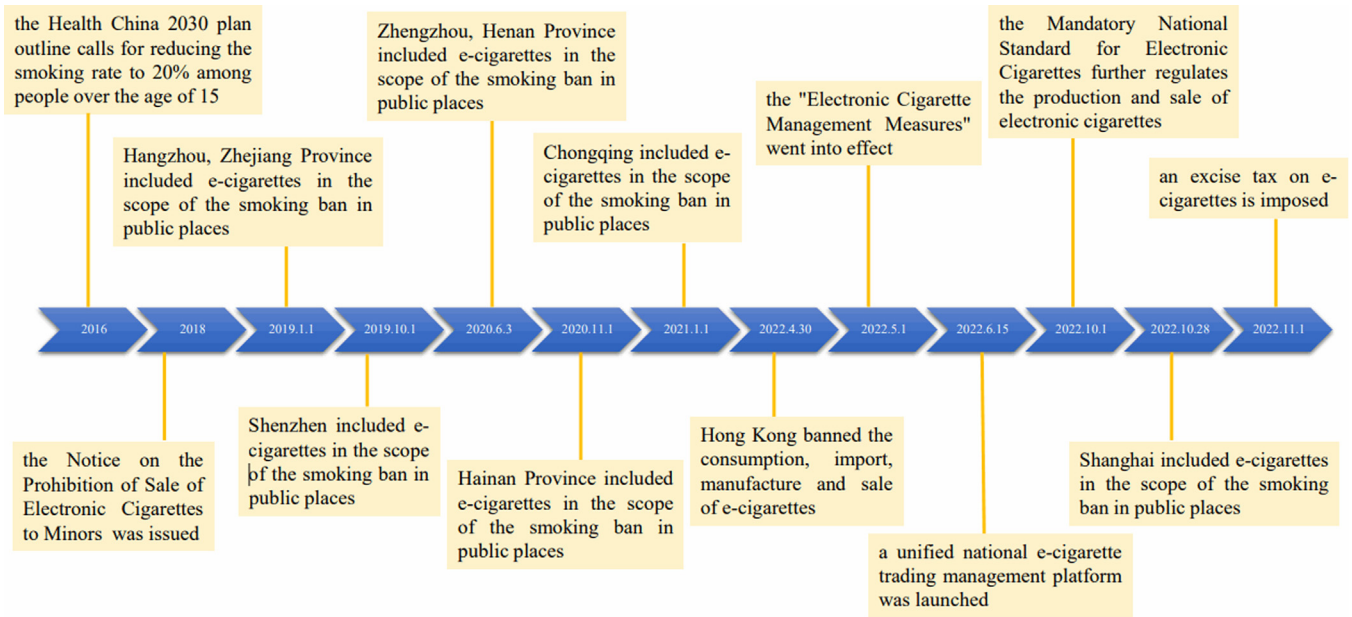 the Health China 2030 plan
outline calls for reducing the
smoking rate to 20% among
people over the age of 15
Hangzhou, Zhejiang Province
included e-cigarettes in the
scope of the smoking ban in
public places
Zhengzhou, Henan Province
included e-cigarettes in the
scope of the smoking ban in
public places
Chongqing included e-
cigarettes in the scope
of the smoking ban in
public places
the "Electronic Cigarette
Management Measures"
went into effect
the Mandatory National
Standard for Electronic
Cigarettes further regulates
the production and sale of
electronic cigarettes
an excise tax on e-
cigarettes is imposed
2016
2018
2019.1.1
2019.10.1
2020.6.3
2020.11.1
2021.1.1
2022.4.30
2022.5.1
2022.6.15
2022.10.1
2022.10.28
2022.11.1
the Notice on the
Prohibition of Sale of
Electronic Cigarettes
to Minors was issued
Shenzhen included e-
cigarettes in the scope
of the smoking ban in
public places
Hainan Province included
e-cigarettes in the scope
of the smoking ban in
public places
Hong Kong banned the
consumption, import,
manufacture and sale
of e-cigarettes
a unified national e-cigarette
trading management platform
was launched
Shanghai included e-cigarettes
in the scope of the smoking
ban in public places